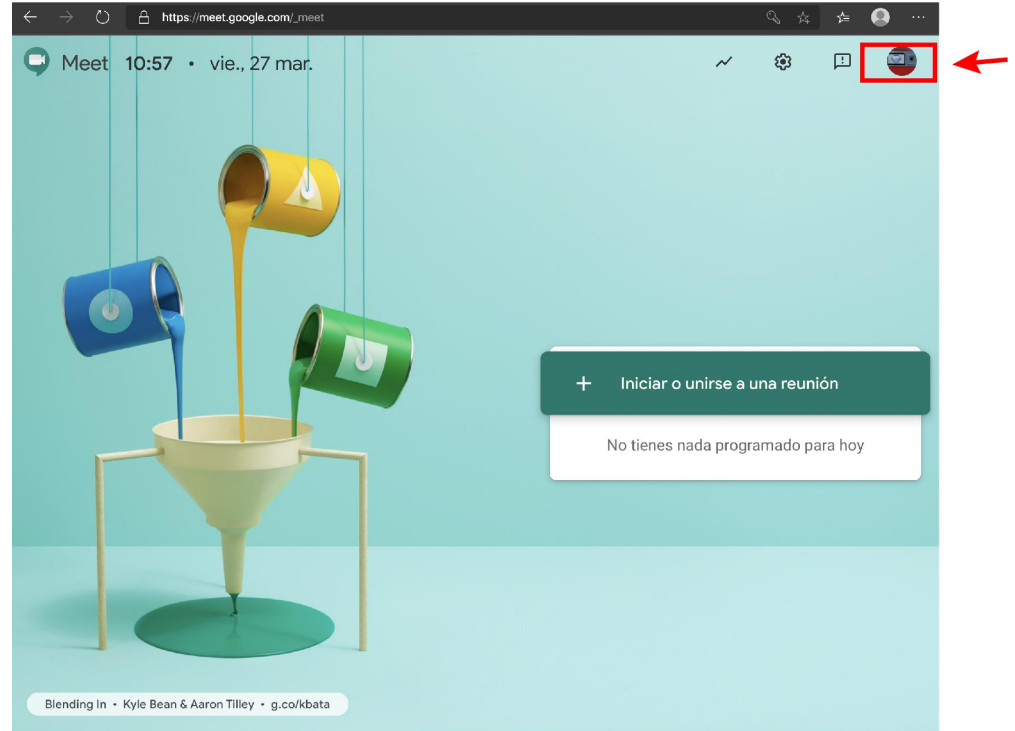 https://meet.google.com/_meet
Meet 10:57 • vie., 27 mar.
+ Iniciar o unirse a una reunión
No tienes nada programado para hoy
Blending In • Kyle Bean & Aaron Tilley • g.co/kbata